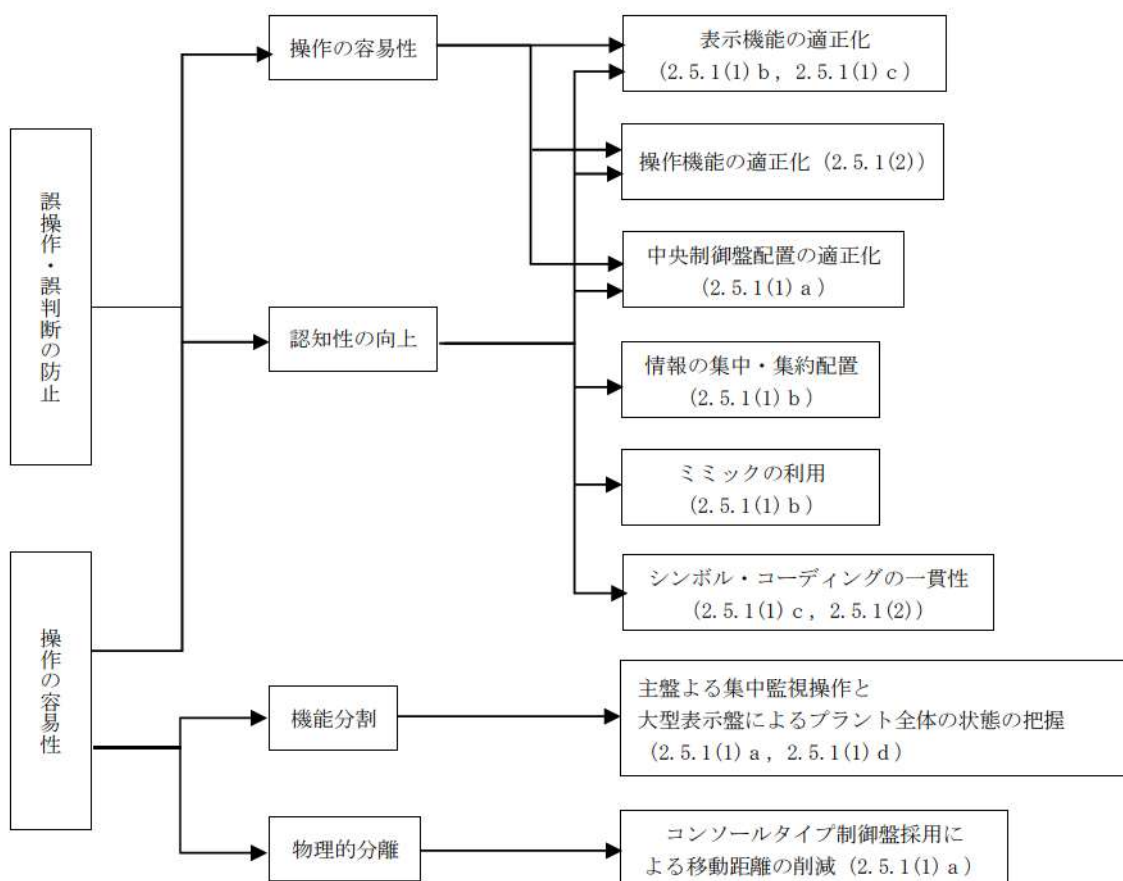 誤操作・誤判断の防止
操作の容易性
操作の容易性
認知性の向上
機能分割
物理的分離
表示機能の適正化
(2.5.1(1)b, 2.5.1(1)c)
操作機能の適正化 (2.5.1(2))
中央制御盤配置の適正化
(2.5.1(1)a)
情報の集中・集約配置
(2.5.1(1)b)
ミミックの利用
(2.5.1(1)b)
シンボル・コーディングの一貫性
(2.5.1(1)c, 2.5.1(2))
主盤よる集中監視操作と
大型表示盤によるプラント全体の状態の把握
(2.5.1(1)a, 2.5.1(1)d)
コンソールタイプ制御盤採用に
よる移動距離の削減 (2.5.1(1)a)